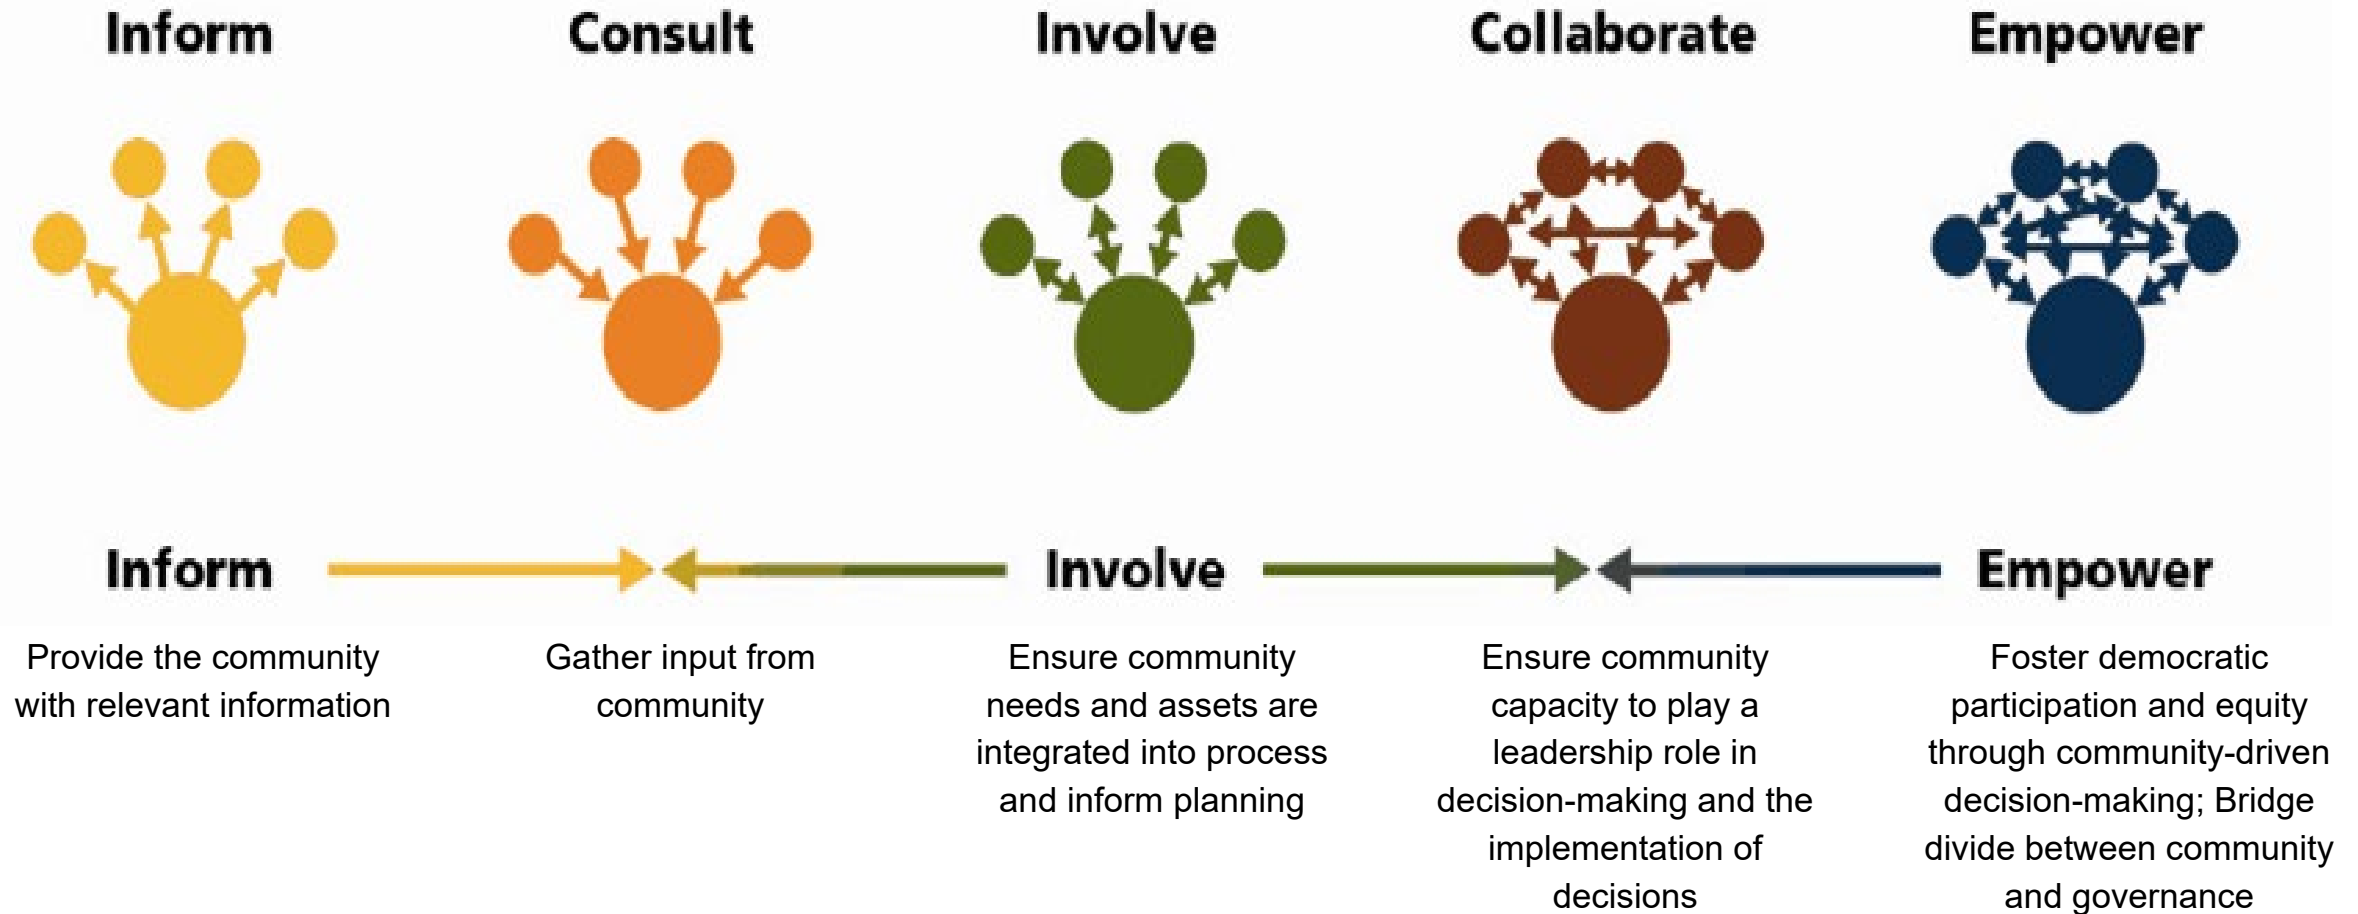 Inform
Consult
Involve
Collaborate
Empower
Inform
Involve
Empower
Provide the community
with relevant information
Gather input from
community
Ensure community
needs and assets are
integrated into process
and inform planning
Ensure community
capacity to play a
leadership role in
decision-making and the
implementation of
decisions
Foster democratic
participation and equity
through community-driven
decision-making; Bridge
divide between community
and governance